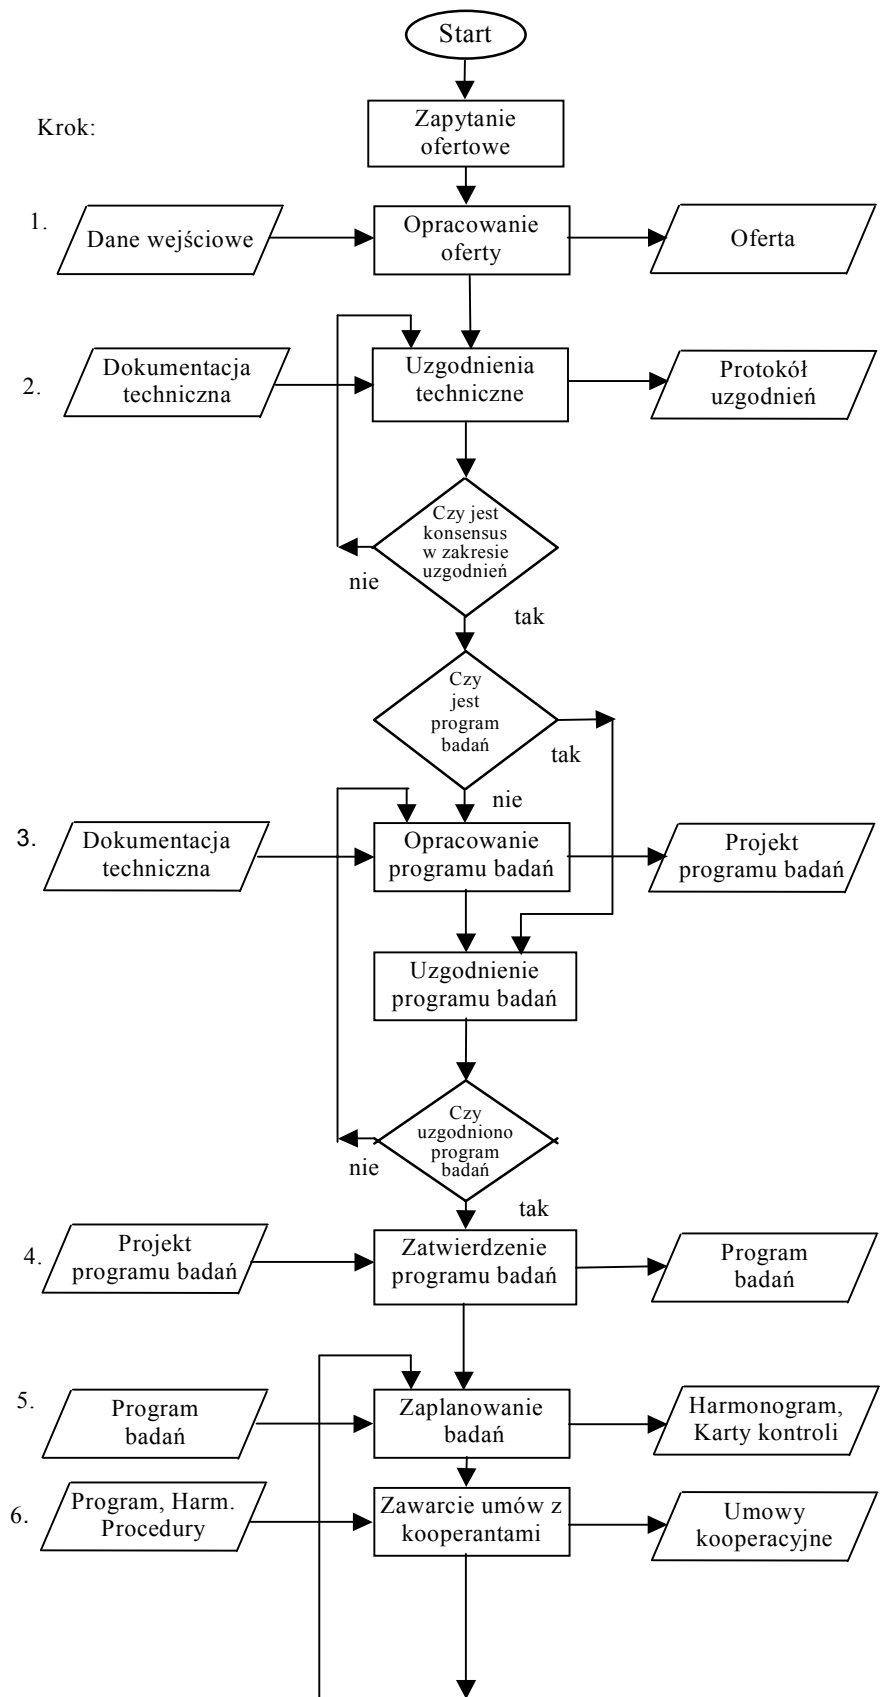 Start
Krok:
Zapytanie
ofertowe
1.
Dane wejściowe
Opracowanie
oferty
Oferta
2.
Dokumentacja
techniczna
Uzgodnienia
techniczne
Protokół
uzgodnień
Czy jest
konsensus
w zakresie
uzgodnień
nie
tak
Czy
jest
program
badań
tak
nie
3.
Dokumentacja
techniczna
Opracowanie
programu badań
Projekt
programu badań
Uzgodnienie
programu badań
Czy
uzgodniono
program
badań
nie
tak
4.
Projekt
programu badań
Zatwierdzenie
programu badań
Program
badań
5.
Program
badań
Zaplanowanie
badań
Harmonogram,
Karty kontroli
6.
Program, Harm.
Procedury
Zawarcie umów z
kooperantami
Umowy
kooperacyjne